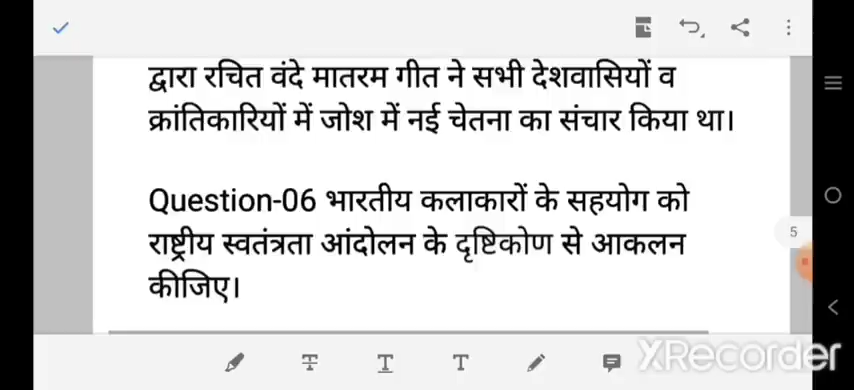 द्वारा रचित वंदे मातरम गीत ने सभी देशवासियों व
क्रांतिकारियों में जोश में नई चेतना का संचार किया था।
Question-06 भारतीय कलाकारों के सहयोग को
राष्ट्रीय स्वतंत्रता आंदोलन के दृष्टिकोण से आकलन
कीजिए।
5
XRecorder